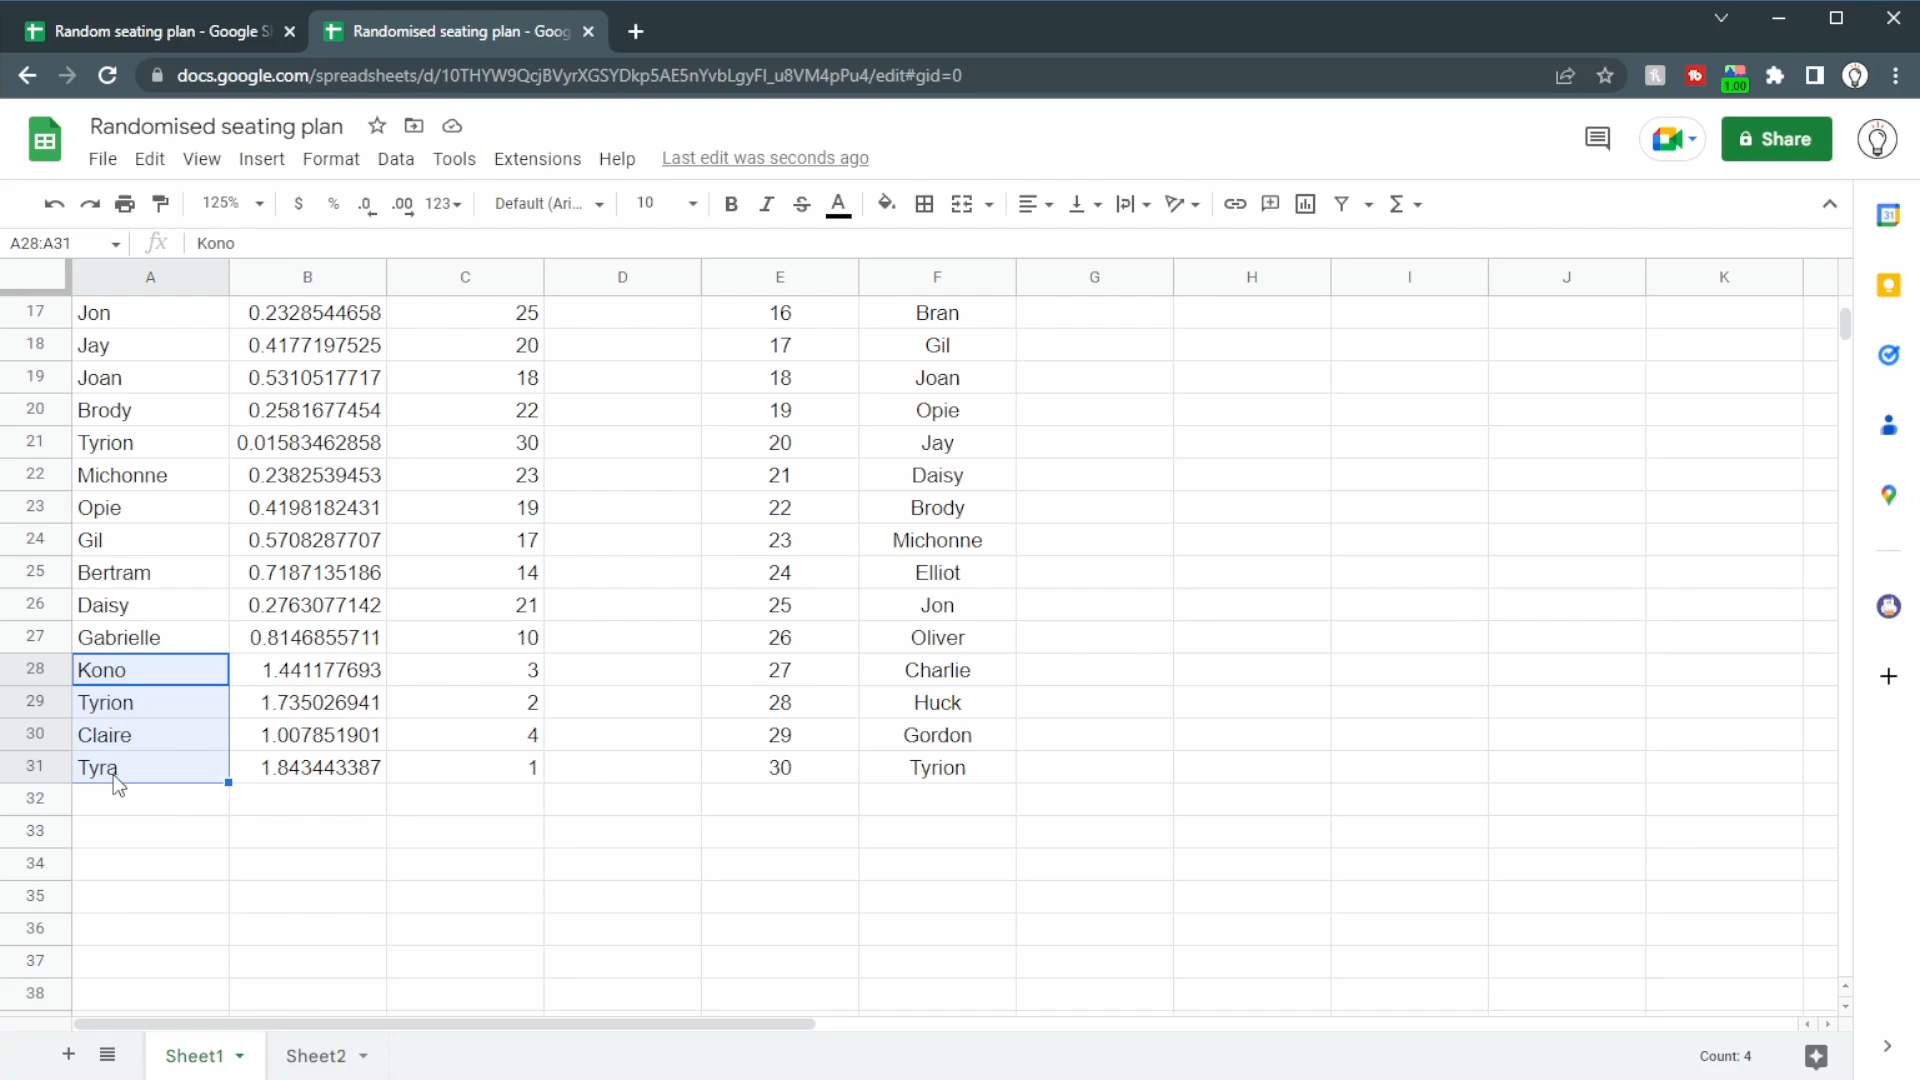 Random seating plan - Google S
Randomised seating plan - Goog
docs.google.com/spreadsheets/d/10THYW9QcjBVyrXGSYDkp5AE5nYvbLgyFI_u8VM4pPu4/edit#gid=0
1.00
Randomised seating plan
Share
File Edit View Insert Format Data Tools Extensions Help Last edit was seconds ago
125% $ % .0 .00 123 Default (Ari... 10 B I S A Σ
31
A28:A31 fx Kono
A B C D E F G H I J K
17 Jon 0.2328544658 25 16 Bran
18 Jay 0.4177197525 20 17 Gil
19 Joan 0.5310517717 18 18 Joan
20 Brody 0.2581677454 22 19 Opie
21 Tyrion 0.01583462858 30 20 Jay
22 Michonne 0.2382539453 23 21 Daisy
23 Opie 0.4198182431 19 22 Brody
24 Gil 0.5708287707 17 23 Michonne
25 Bertram 0.7187135186 14 24 Elliot
26 Daisy 0.2763077142 21 25 Jon
27 Gabrielle 0.8146855711 10 26 Oliver
28 Kono 1.441177693 3 27 Charlie
29 Tyrion 1.735026941 2 28 Huck
30 Claire 1.007851901 4 29 Gordon
31 Tyra 1.843443387 1 30 Tyrion
32
33
34
35
36
37
38
Sheet1 Sheet2 Count: 4